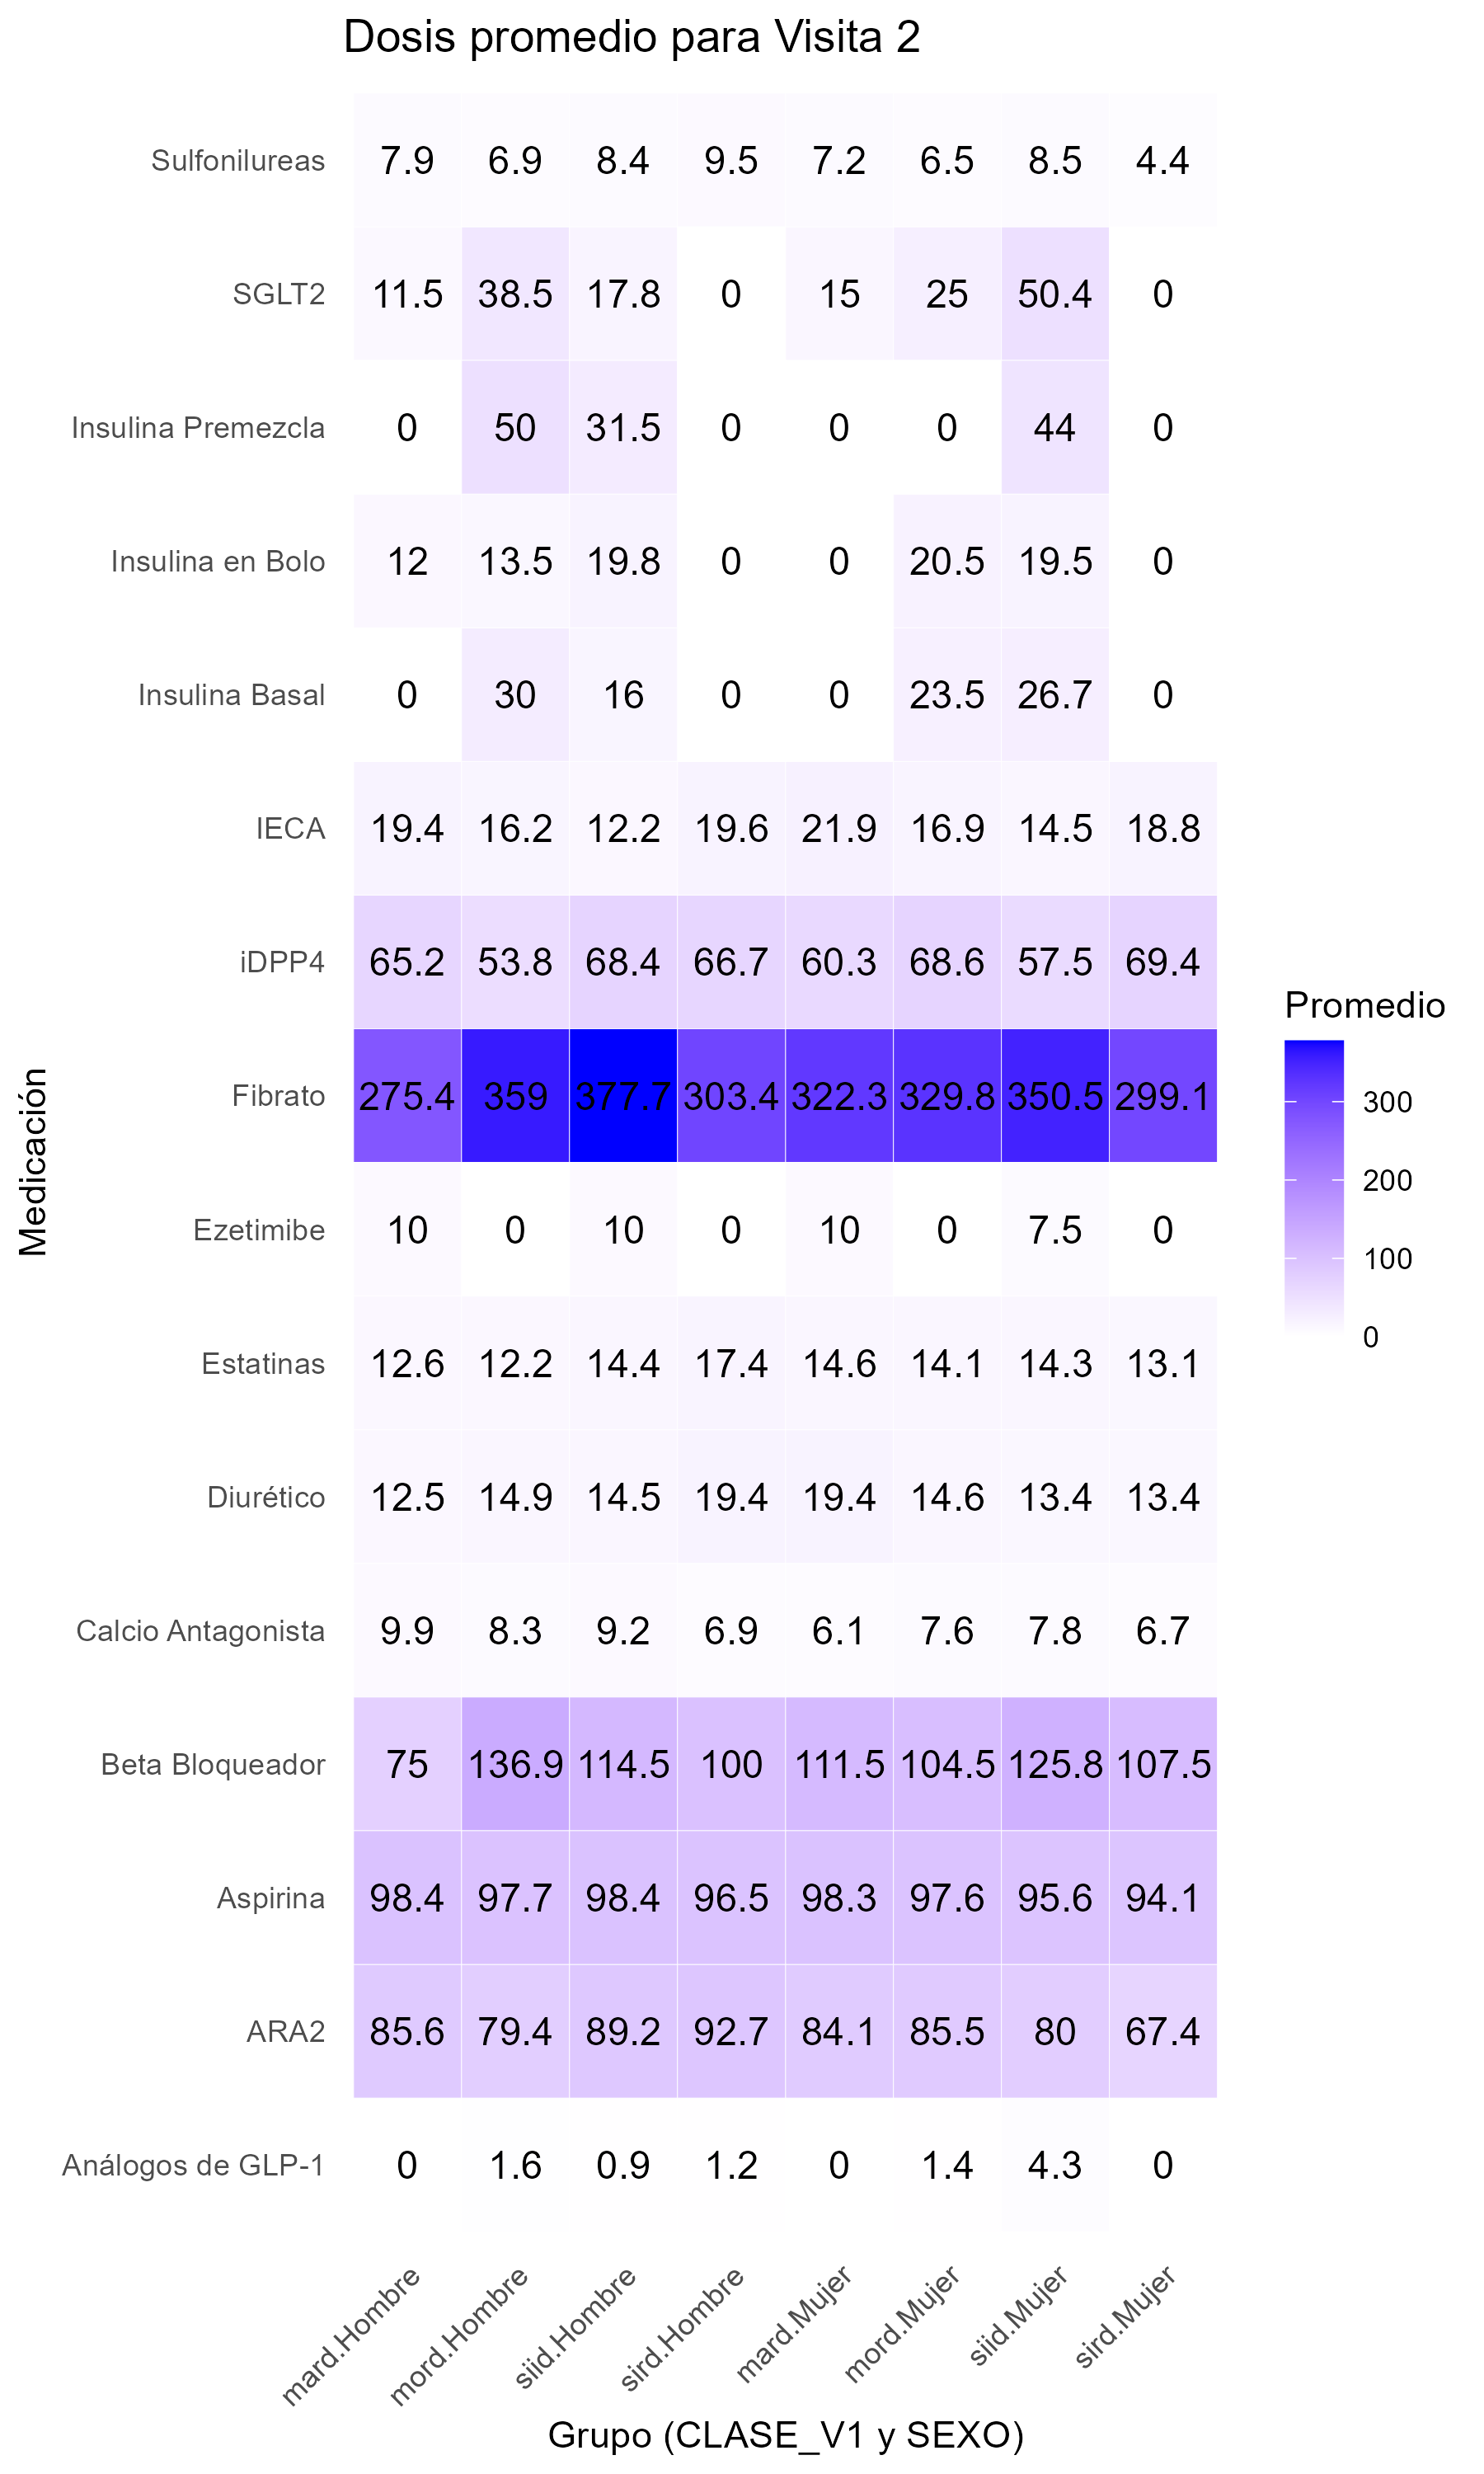 Dosis promedio para Visita 2
Sulfonilureas 7.9 6.9 8.4 9.5 7.2 6.5 8.5 4.4
SGLT2 11.5 38.5 17.8 0 15 25 50.4 0
Insulina Premezcla 0 50 31.5 0 0 0 44 0
Insulina en Bolo 12 13.5 19.8 0 0 20.5 19.5 0
Insulina Basal 0 30 16 0 0 23.5 26.7 0
IECA 19.4 16.2 12.2 19.6 21.9 16.9 14.5 18.8
iDPP4 65.2 53.8 68.4 66.7 60.3 68.6 57.5 69.4
Fibrato 275.4 359 377.7 303.4 322.3 329.8 350.5 299.1
Ezetimibe 10 0 10 0 10 0 7.5 0
Estatinas 12.6 12.2 14.4 17.4 14.6 14.1 14.3 13.1
Diurético 12.5 14.9 14.5 19.4 19.4 14.6 13.4 13.4
Calcio Antagonista 9.9 8.3 9.2 6.9 6.1 7.6 7.8 6.7
Beta Bloqueador 75 136.9 114.5 100 111.5 104.5 125.8 107.5
Aspirina 98.4 97.7 98.4 96.5 98.3 97.6 95.6 94.1
ARA2 85.6 79.4 89.2 92.7 84.1 85.5 80 67.4
Análogos de GLP-1 0 1.6 0.9 1.2 0 1.4 4.3 0
mard.Hombre mord.Hombre siid.Hombre sird.Hombre mard.Mujer mord.Mujer siid.Mujer sird.Mujer
Grupo (CLASE_V1 y SEXO)
Medicación
Promedio
300
200
100
0